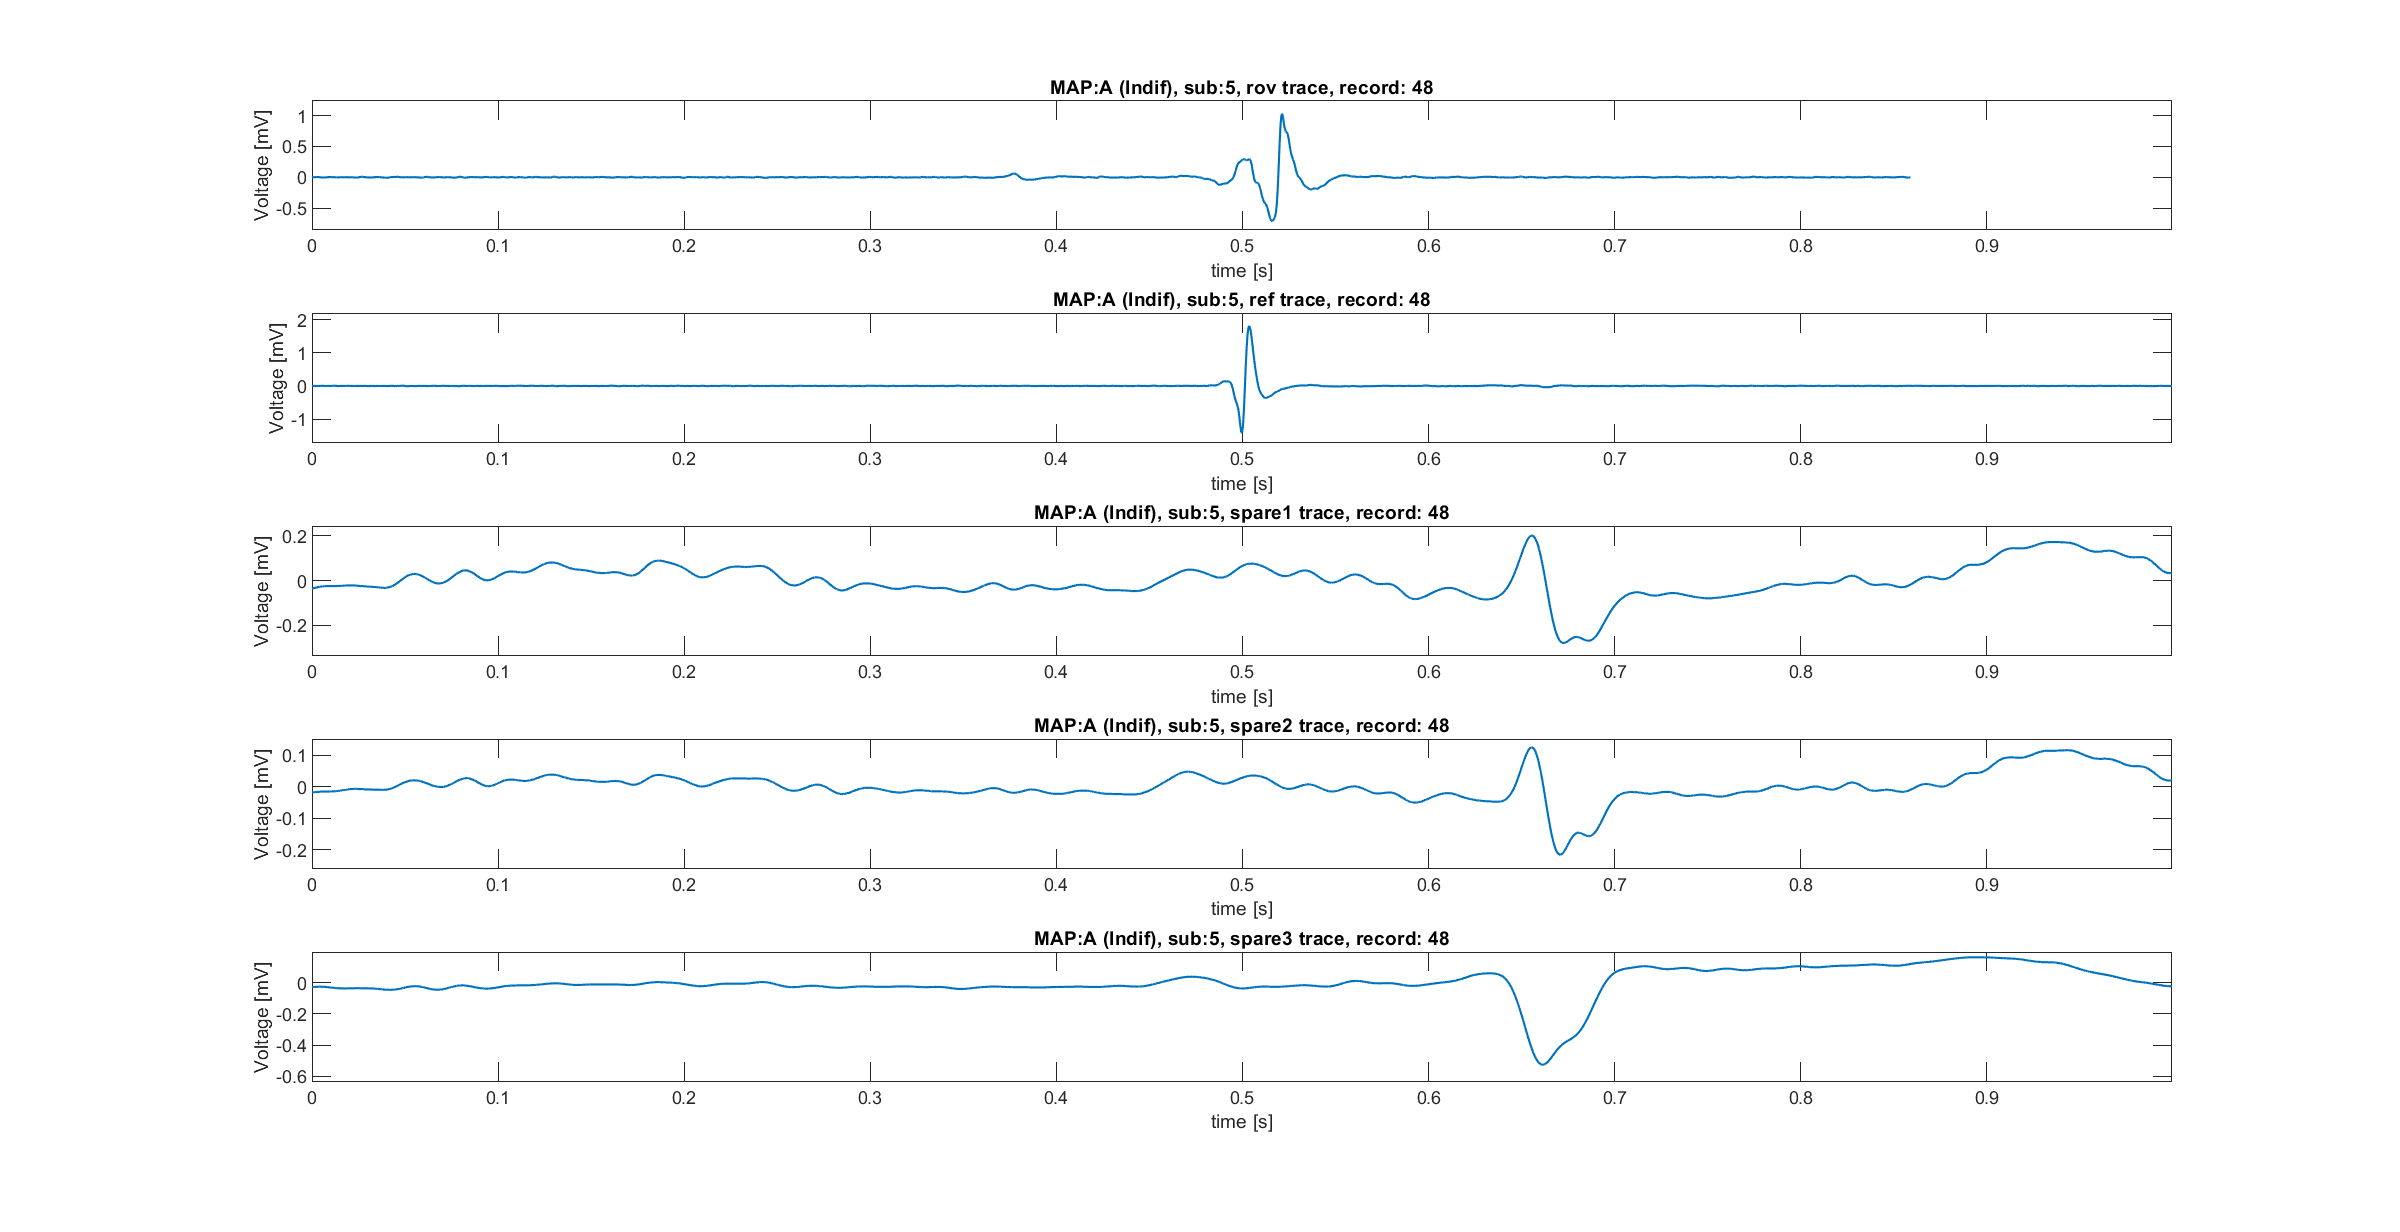 MAP:A (Indif), sub:5, rov trace, record: 48
Voltage [mV]
1
0.5
0
-0.5
0 0.1 0.2 0.3 0.4 0.5 0.6 0.7 0.8 0.9
time [s]
MAP:A (Indif), sub:5, ref trace, record: 48
Voltage [mV]
2
1
0
-1
0 0.1 0.2 0.3 0.4 0.5 0.6 0.7 0.8 0.9
time [s]
MAP:A (Indif), sub:5, spare1 trace, record: 48
Voltage [mV]
0.2
0
-0.2
0 0.1 0.2 0.3 0.4 0.5 0.6 0.7 0.8 0.9
time [s]
MAP:A (Indif), sub:5, spare2 trace, record: 48
Voltage [mV]
0.1
0
-0.1
-0.2
0 0.1 0.2 0.3 0.4 0.5 0.6 0.7 0.8 0.9
time [s]
MAP:A (Indif), sub:5, spare3 trace, record: 48
Voltage [mV]
0
-0.2
-0.4
-0.6
0 0.1 0.2 0.3 0.4 0.5 0.6 0.7 0.8 0.9
time [s]